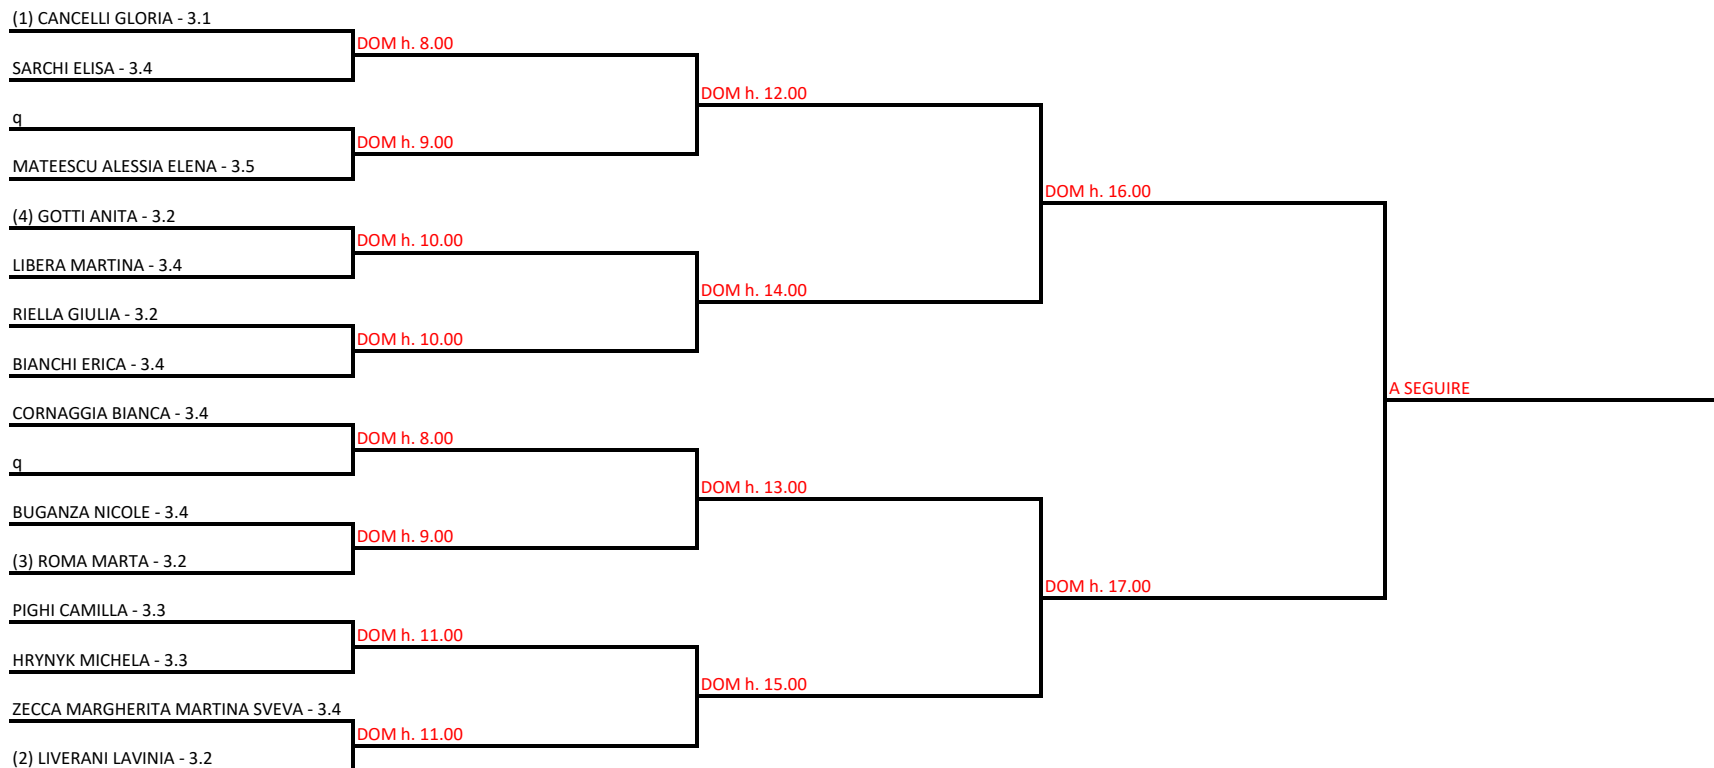 (1) CANCELLI GLORIA - 3.1
DOM h. 8.00
SARCHI ELISA - 3.4
DOM h. 12.00
q
DOM h. 9.00
MATEESCU ALESSIA ELENA - 3.5
DOM h. 16.00
(4) GOTTI ANITA - 3.2
DOM h. 10.00
LIBERA MARTINA - 3.4
DOM h. 14.00
RIELLA GIULIA - 3.2
DOM h. 10.00
BIANCHI ERICA - 3.4
A SEGUIRE
CORNAGGIA BIANCA - 3.4
DOM h. 8.00
q
DOM h. 13.00
BUGANZA NICOLE - 3.4
DOM h. 9.00
(3) ROMA MARTA - 3.2
DOM h. 17.00
PIGHI CAMILLA - 3.3
DOM h. 11.00
HRYNYK MICHELA - 3.3
DOM h. 15.00
ZECCA MARGHERITA MARTINA SVEVA - 3.4
DOM h. 11.00
(2) LIVERANI LAVINIA - 3.2